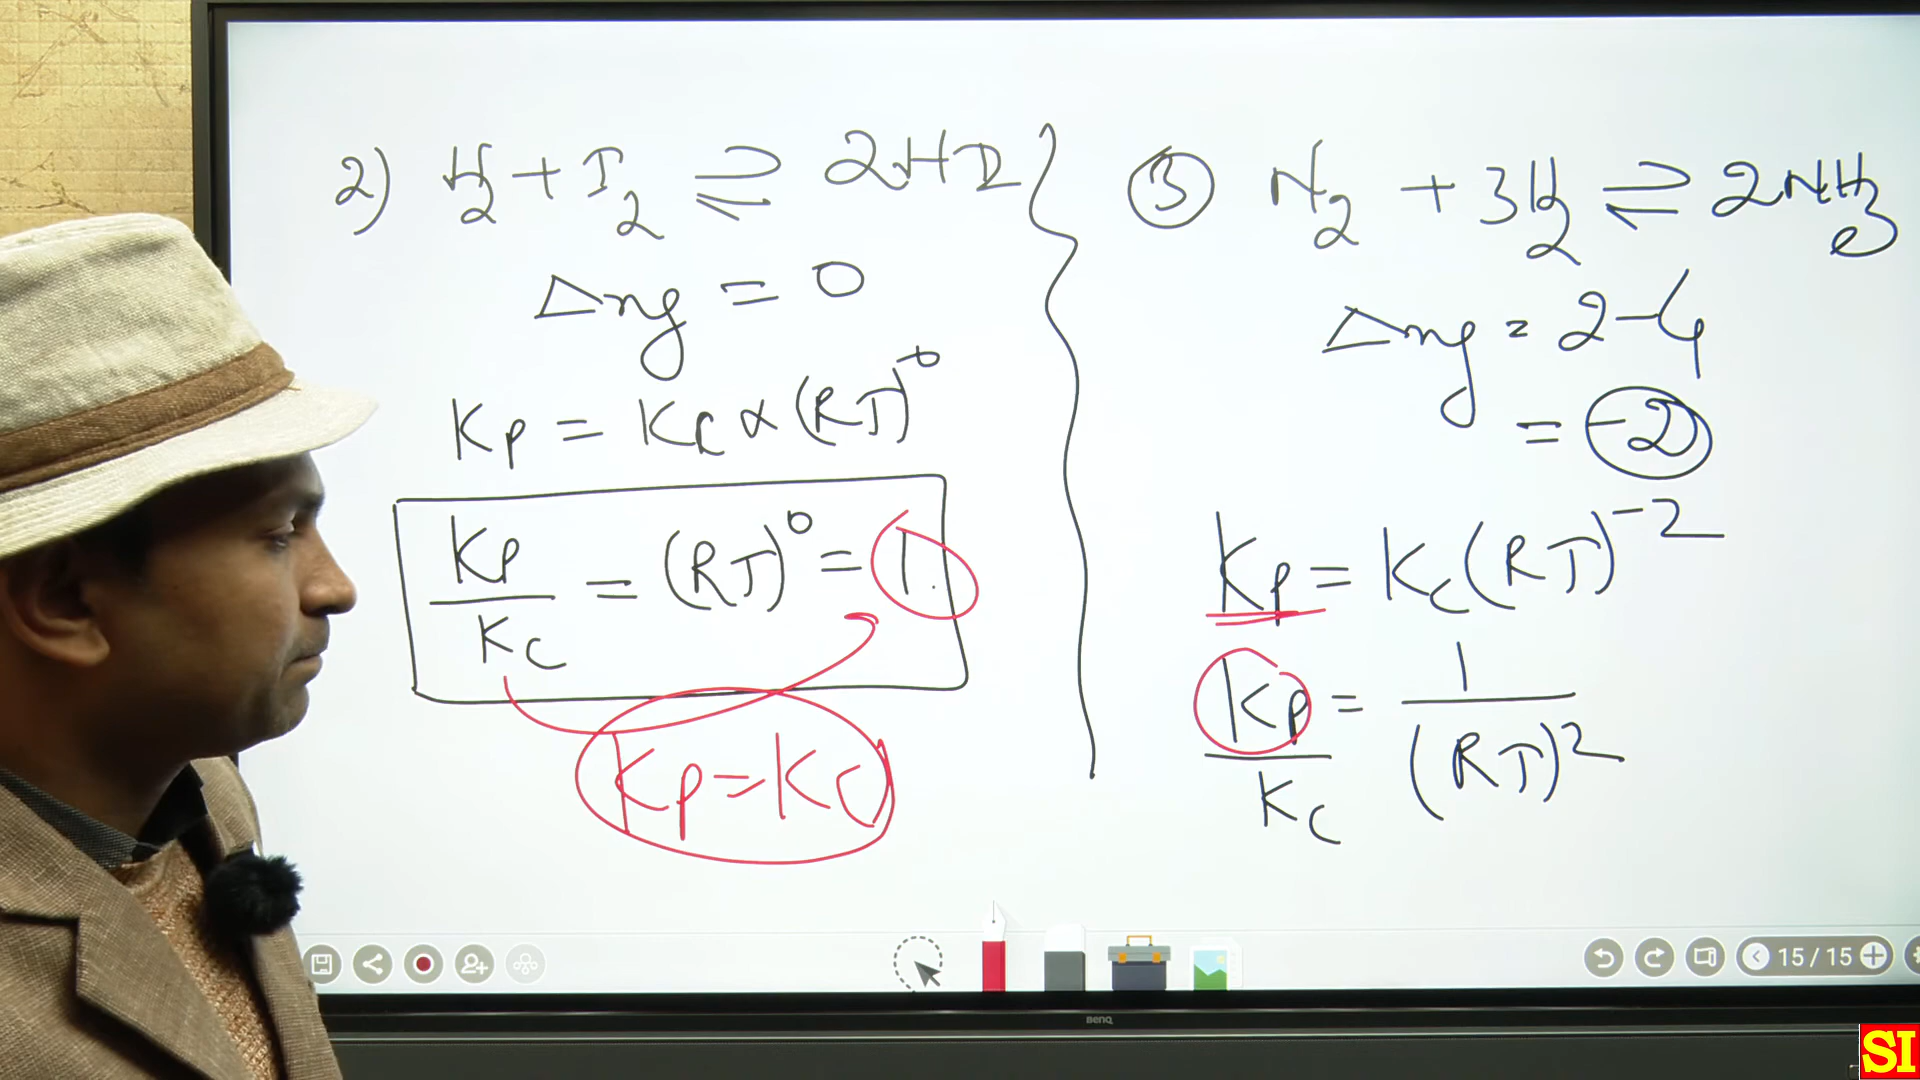 2) H₂ + I₂ ⇌ 2HI
Δng = 0
Kp = Kc × (RT)⁰
Kp/Kc = (RT)⁰ = 1.
Kp = Kc
③ N₂ + 3H₂ ⇌ 2NH₃
Δng = 2-4
= -2
Kp = Kc (RT)⁻²
Kp/Kc = 1/(RT)²
15/15
BenQ
SI